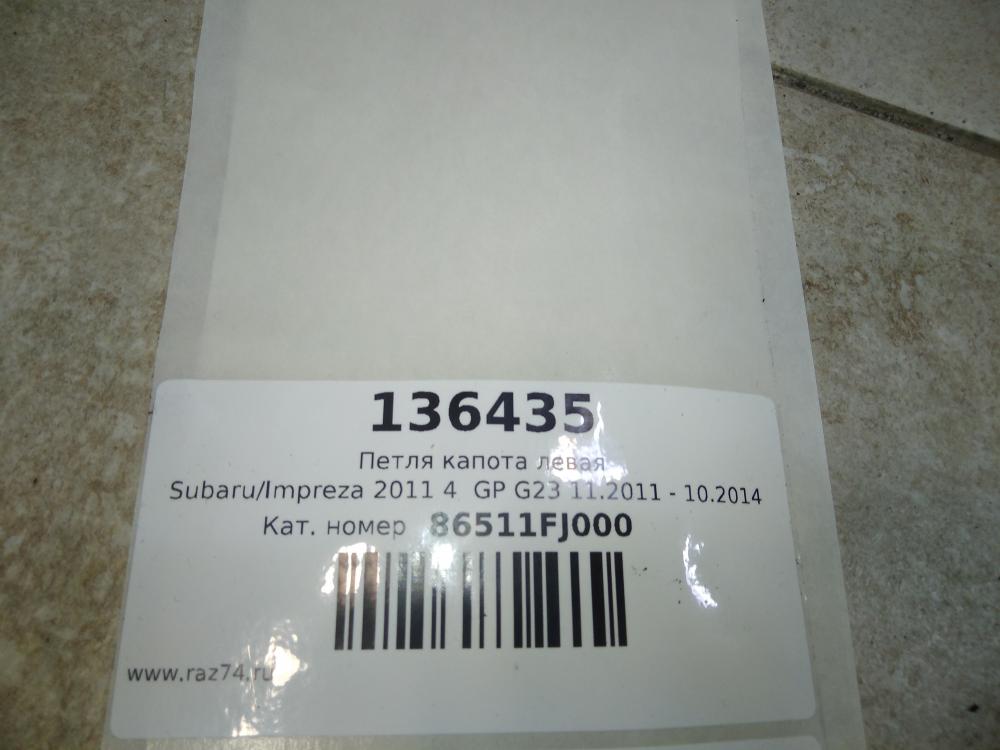 136435
Петля капота левая
Subaru/Impreza 2011 4 GP G23 11.2011 - 10.2014
Кат. номер 86511FJ000
www.raz74.ru